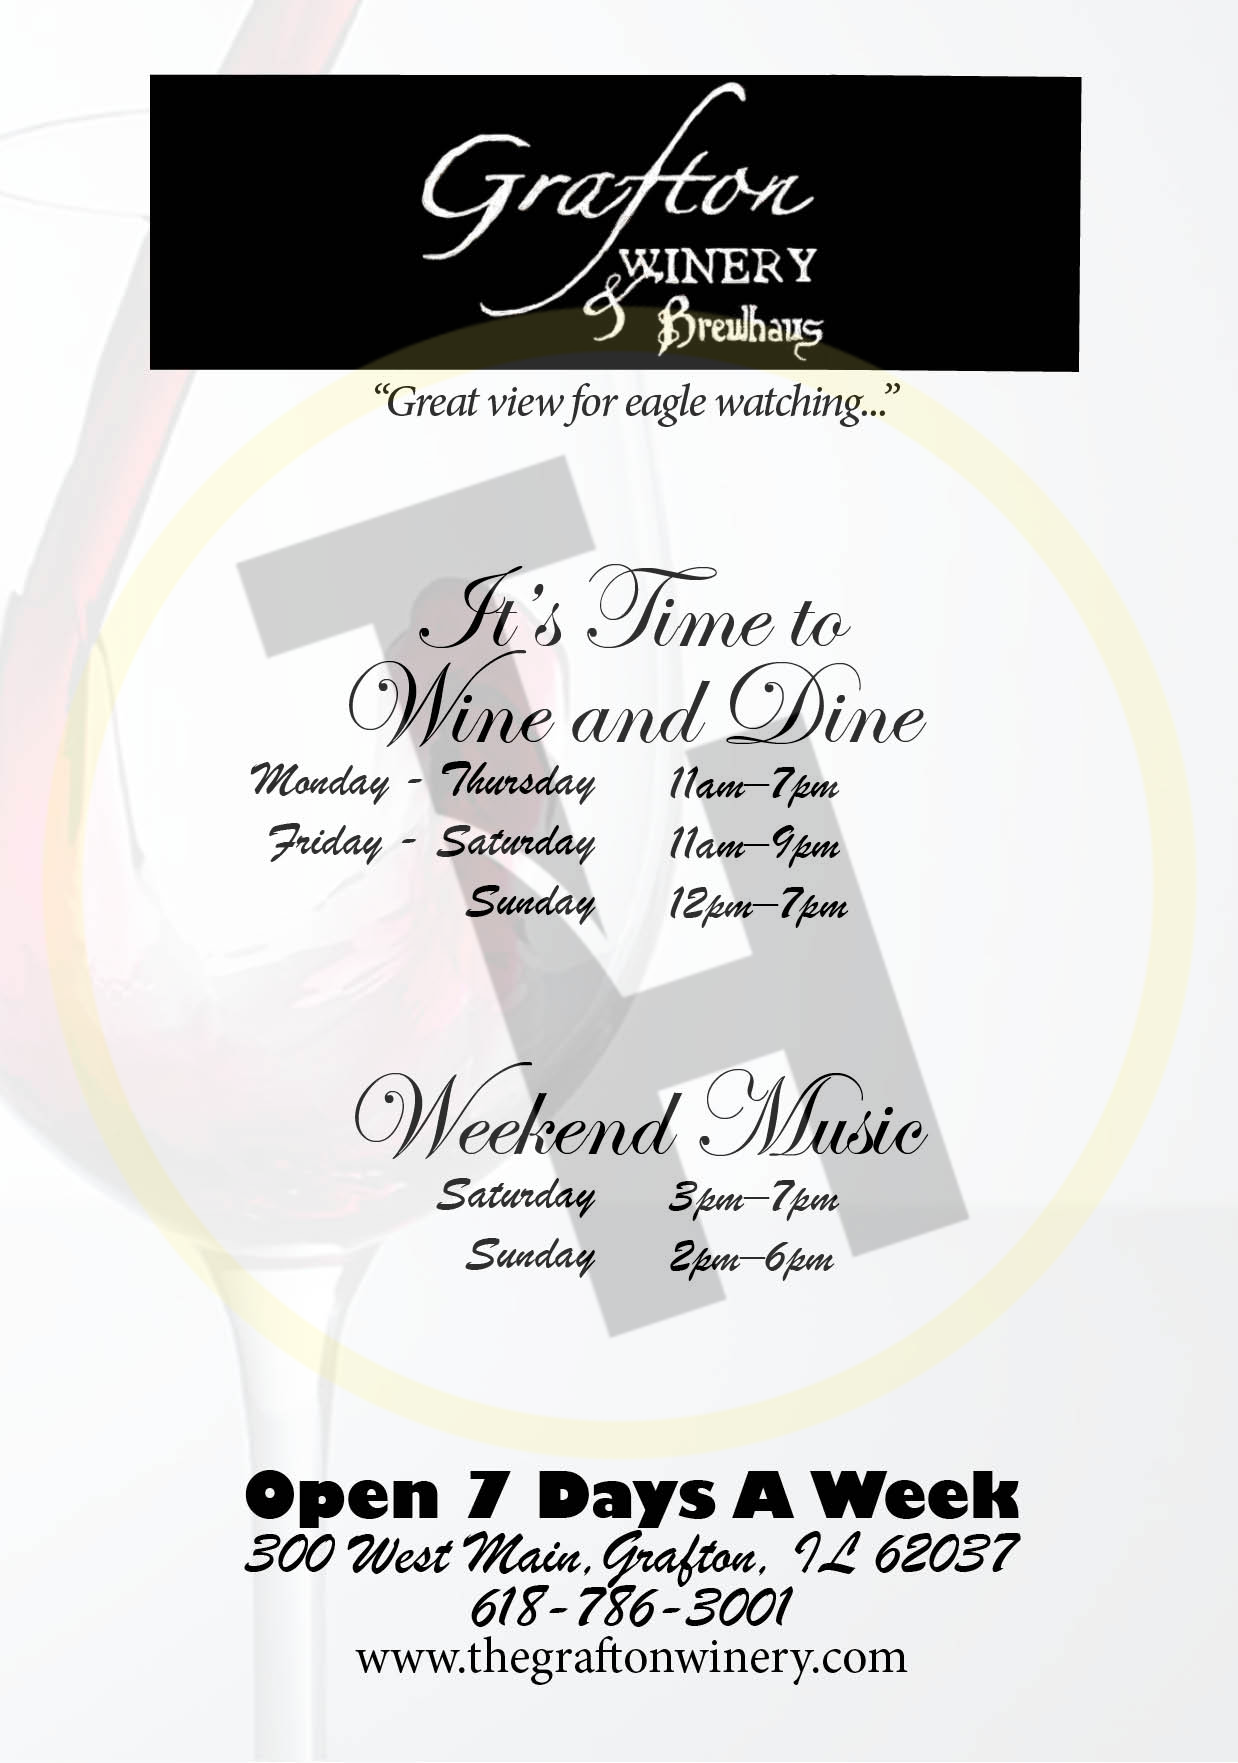 Grafton
WINERY
& Brewhaus
“Great view for eagle watching...”
It's Time to
Wine and Dine
Monday - Thursday 11am–7pm
Friday - Saturday 11am–9pm
Sunday 12pm–7pm
Weekend Music
Saturday 3pm–7pm
Sunday 2pm–6pm
Open 7 Days A Week
300 West Main, Grafton, IL 62037
618-786-3001
www.thegraftonwinery.com
TH